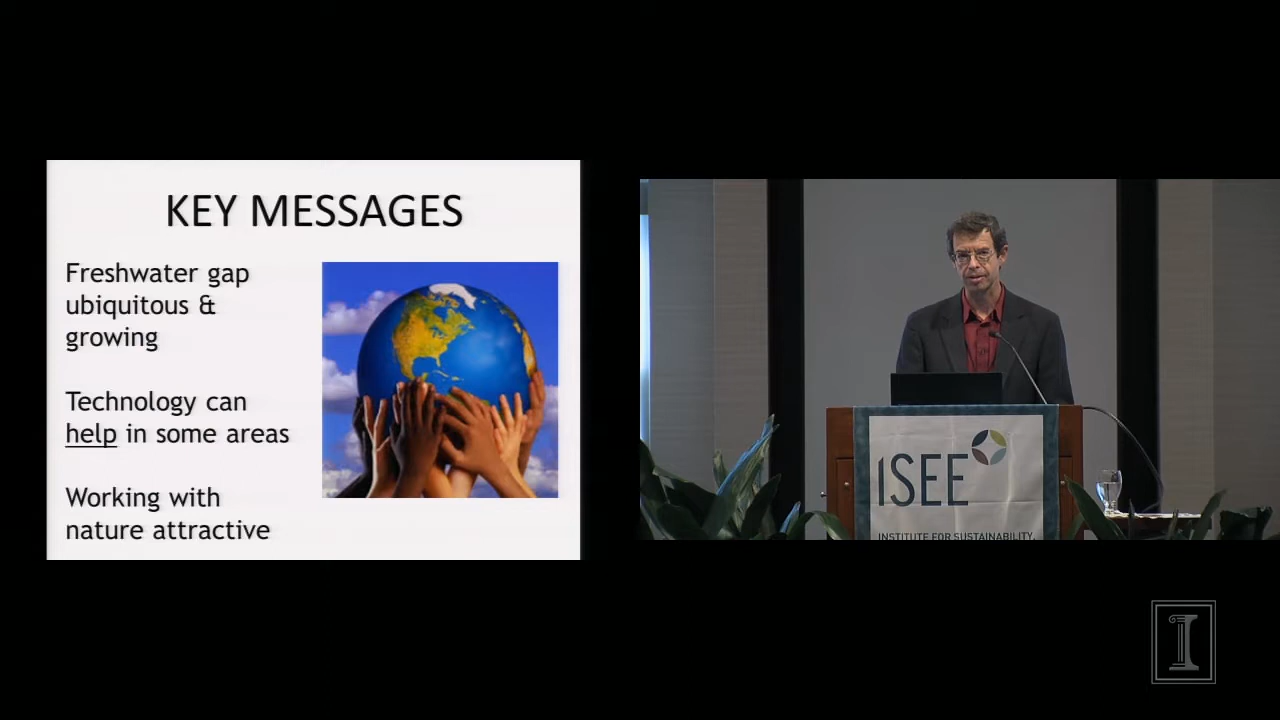 KEY MESSAGES
Freshwater gap
ubiquitous &
growing
Technology can
help in some areas
Working with
nature attractive
ISEE
INSTITUTE FOR SUSTAINABILITY,
I